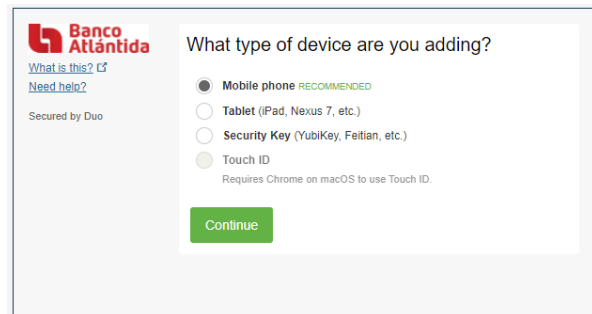 Banco
Atlántida
What is this?
Need help?
Secured by Duo
What type of device are you adding?
Mobile phone RECOMMENDED
Tablet (iPad, Nexus 7, etc.)
Security Key (YubiKey, Feitian, etc.)
Touch ID
Requires Chrome on macOS to use Touch ID.
Continue